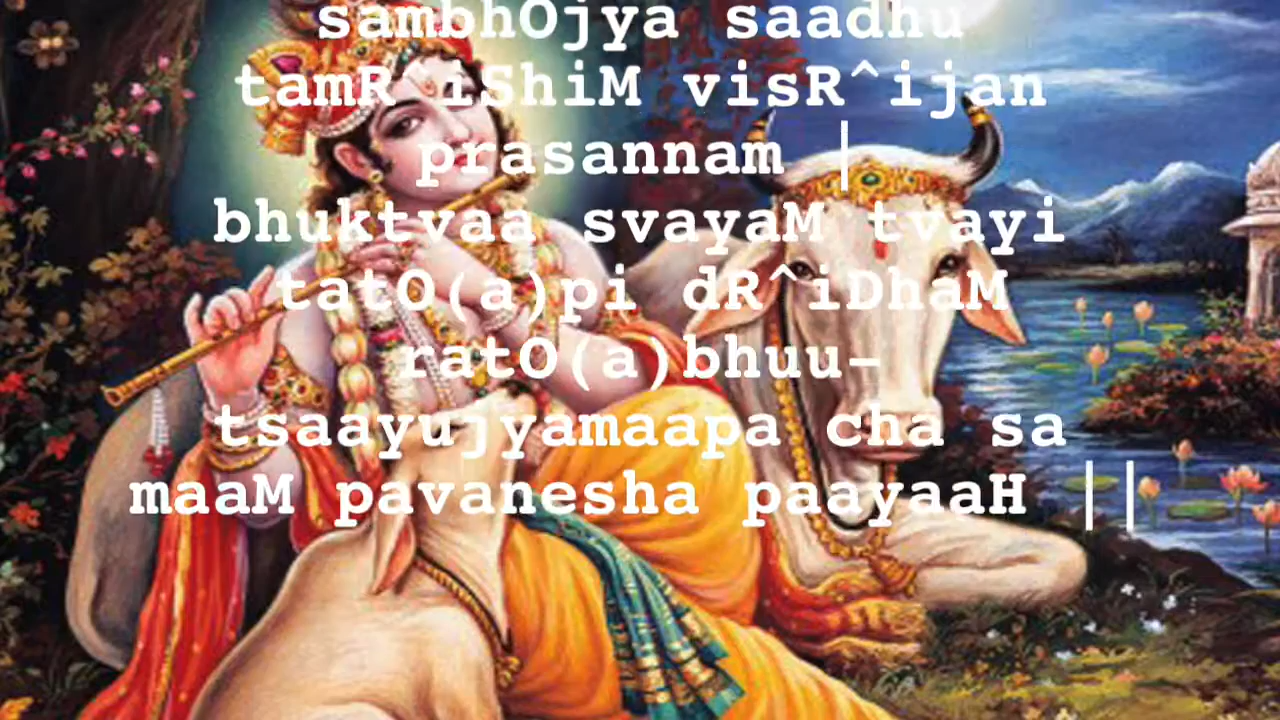 sambhOjya saadhu
tamR^iShiM visR^ijan
prasannam |
bhuktvaa svayaM tvayi
tatO(a)pi dR^iDhaM
ratO(a)bhuu-
tsaayujyamaapa cha sa
maaM pavanesha paayaaH ||